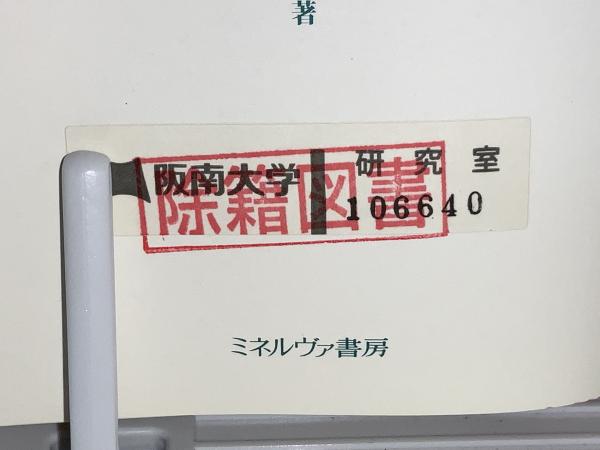 著
阪南大学 研究室
除籍図書
106640
ミネルヴァ書房